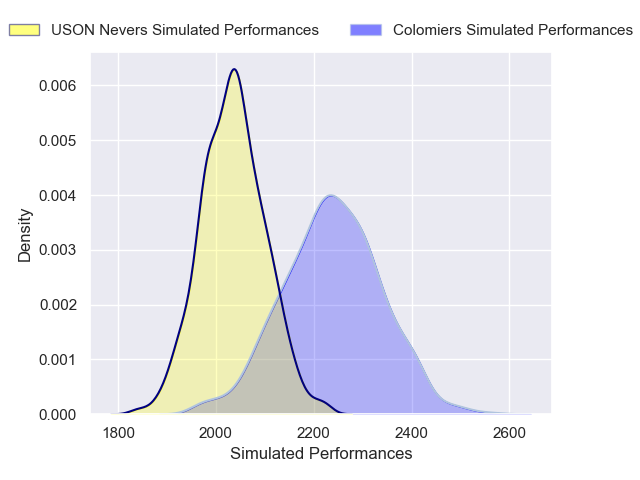 USON Nevers Simulated Performances
Colomiers Simulated Performances
0.006
0.005
0.004
0.003
0.002
0.001
0.000
Density
1800 2000 2200 2400 2600
Simulated Performances